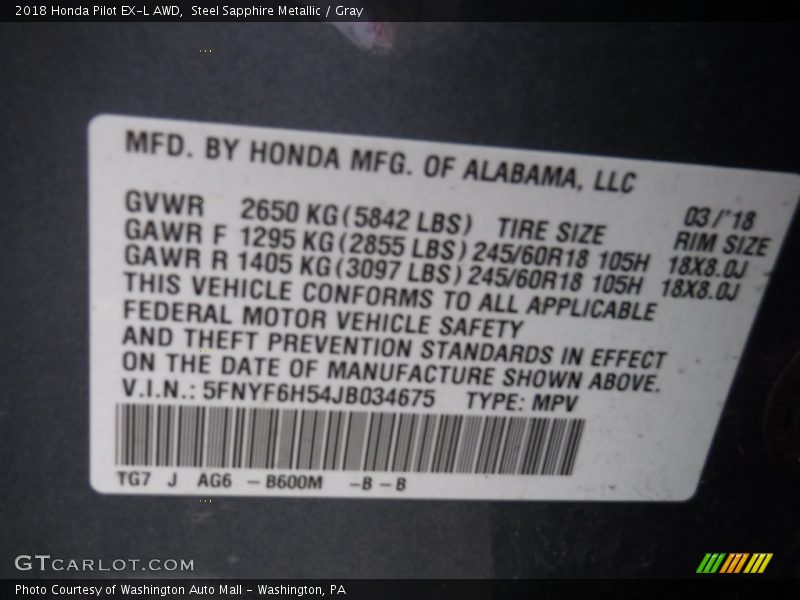 2018 Honda Pilot EX-L AWD,  Steel Sapphire Metallic / Gray
MFD. BY HONDA MFG. OF ALABAMA, LLC
03/'18
GVWR 2650 KG(5842 LBS) TIRE SIZE RIM SIZE
GAWR F 1295 KG(2855 LBS) 245/60R18 105H 18X8.0J
GAWR R 1405 KG(3097 LBS) 245/60R18 105H 18X8.0J
THIS VEHICLE CONFORMS TO ALL APPLICABLE
FEDERAL MOTOR VEHICLE SAFETY
AND THEFT PREVENTION STANDARDS IN EFFECT
ON THE DATE OF MANUFACTURE SHOWN ABOVE.
V.I.N.: 5FNYF6H54JB034675 TYPE: MPV
TG7 J AG6 - B600M - B - B
GTCARLOT.COM
Photo Courtesy of Washington Auto Mall - Washington, PA